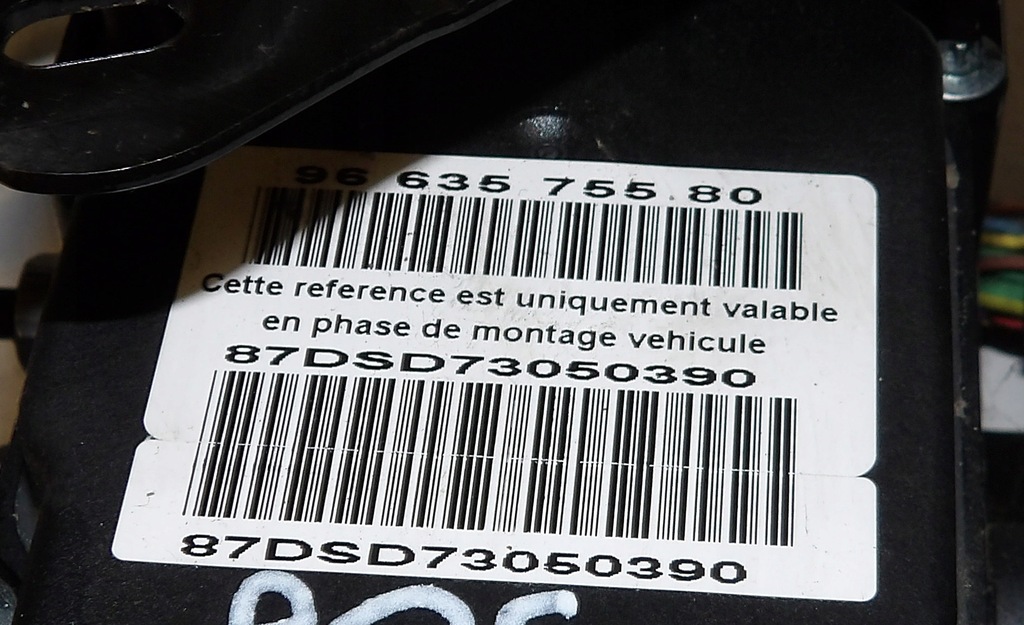 96 635 755 80
Cette reference est uniquement valable
en phase de montage vehicule
87DSD73050390
87DSD73050390